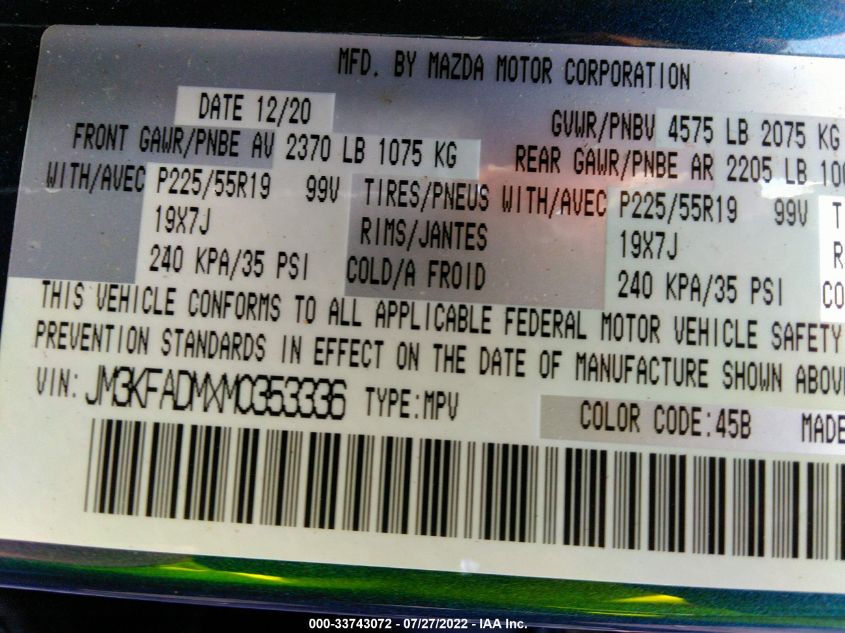 MFD. BY MAZDA MOTOR CORPORATION
DATE 12/20
GVWR/PNBV 4575 LB 2075 KG
FRONT GAWR/PNBE AV 2370 LB 1075 KG
REAR GAWR/PNBE AR 2205 LB
WITH/AVEC P225/55R19 99V TIRES/PNEUS WITH/AVEC P225/55R19 99V
19X7J RIMS/JANTES 19X7J
240 KPA/35 PSI COLD/A FROID 240 KPA/35 PSI
THIS VEHICLE CONFORMS TO ALL APPLICABLE FEDERAL MOTOR VEHICLE SAFETY
PREVENTION STANDARDS IN EFFECT ON THE DATE OF MANUFACTURE SHOWN
VIN: JM3KFADMXM0353336 TYPE:MPV
COLOR CODE:45B MADE
000-33743072 - 07/27/2022 - IAA Inc.